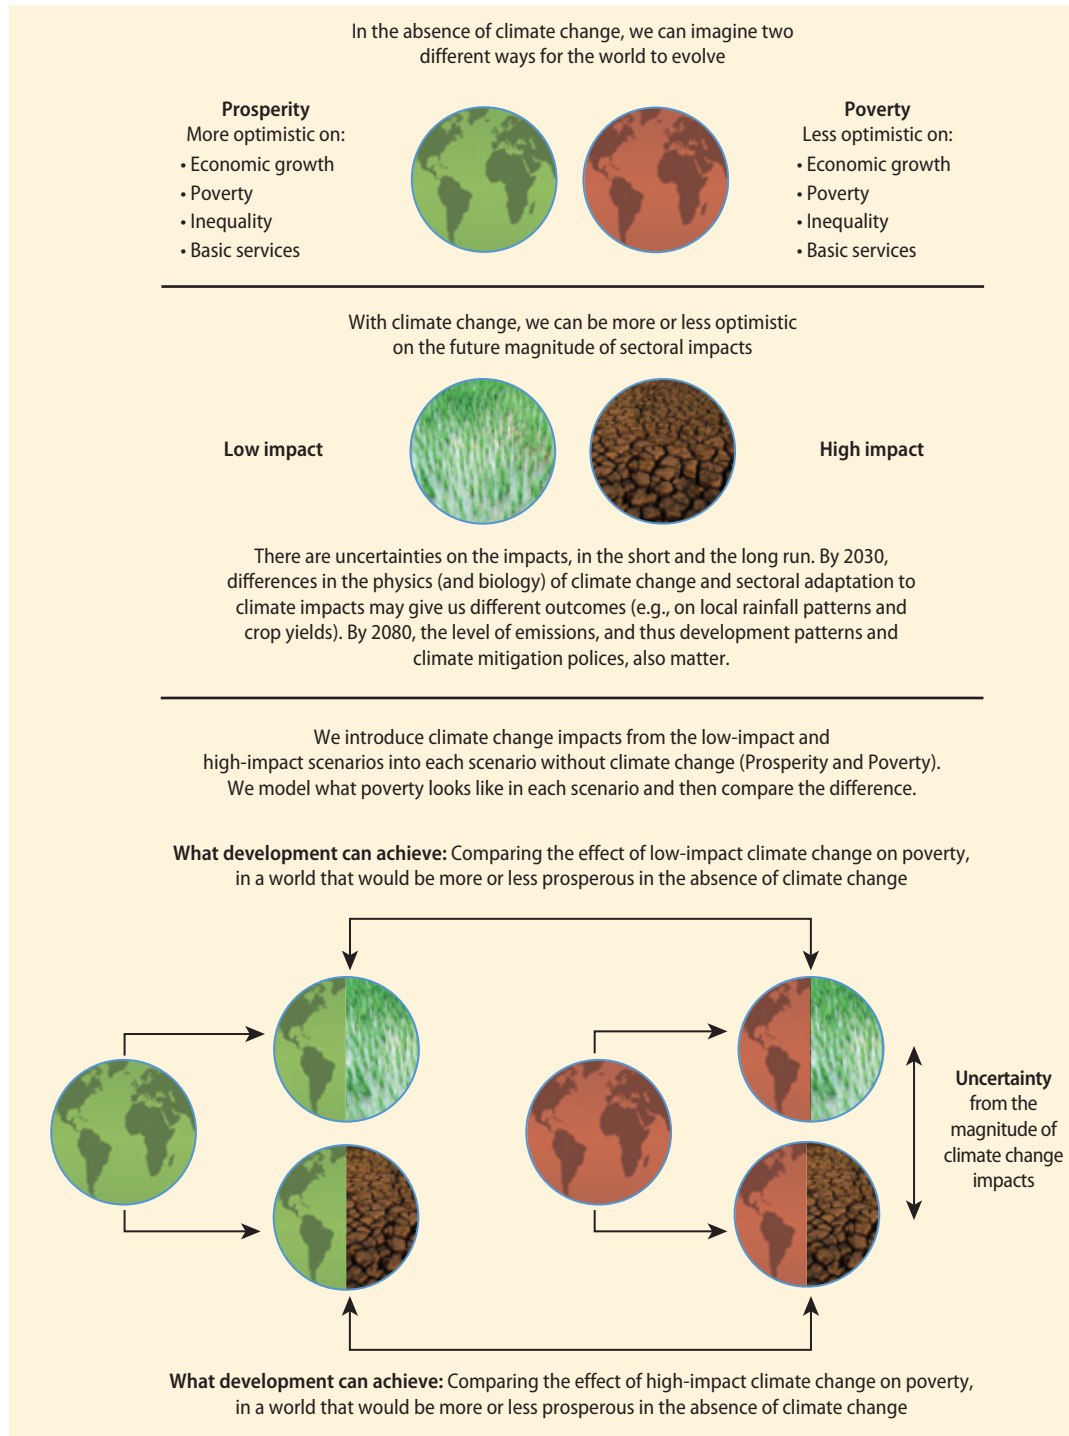 In the absence of climate change, we can imagine two
different ways for the world to evolve
Prosperity
More optimistic on:
• Economic growth
• Poverty
• Inequality
• Basic services
Poverty
Less optimistic on:
• Economic growth
• Poverty
• Inequality
• Basic services
With climate change, we can be more or less optimistic
on the future magnitude of sectoral impacts
Low impact
High impact
There are uncertainties on the impacts, in the short and the long run. By 2030,
differences in the physics (and biology) of climate change and sectoral adaptation to
climate impacts may give us different outcomes (e.g., on local rainfall patterns and
crop yields). By 2080, the level of emissions, and thus development patterns and
climate mitigation polices, also matter.
We introduce climate change impacts from the low-impact and
high-impact scenarios into each scenario without climate change (Prosperity and Poverty).
We model what poverty looks like in each scenario and then compare the difference.
What development can achieve: Comparing the effect of low-impact climate change on poverty,
in a world that would be more or less prosperous in the absence of climate change
Uncertainty
from the
magnitude of
climate change
impacts
What development can achieve: Comparing the effect of high-impact climate change on poverty,
in a world that would be more or less prosperous in the absence of climate change